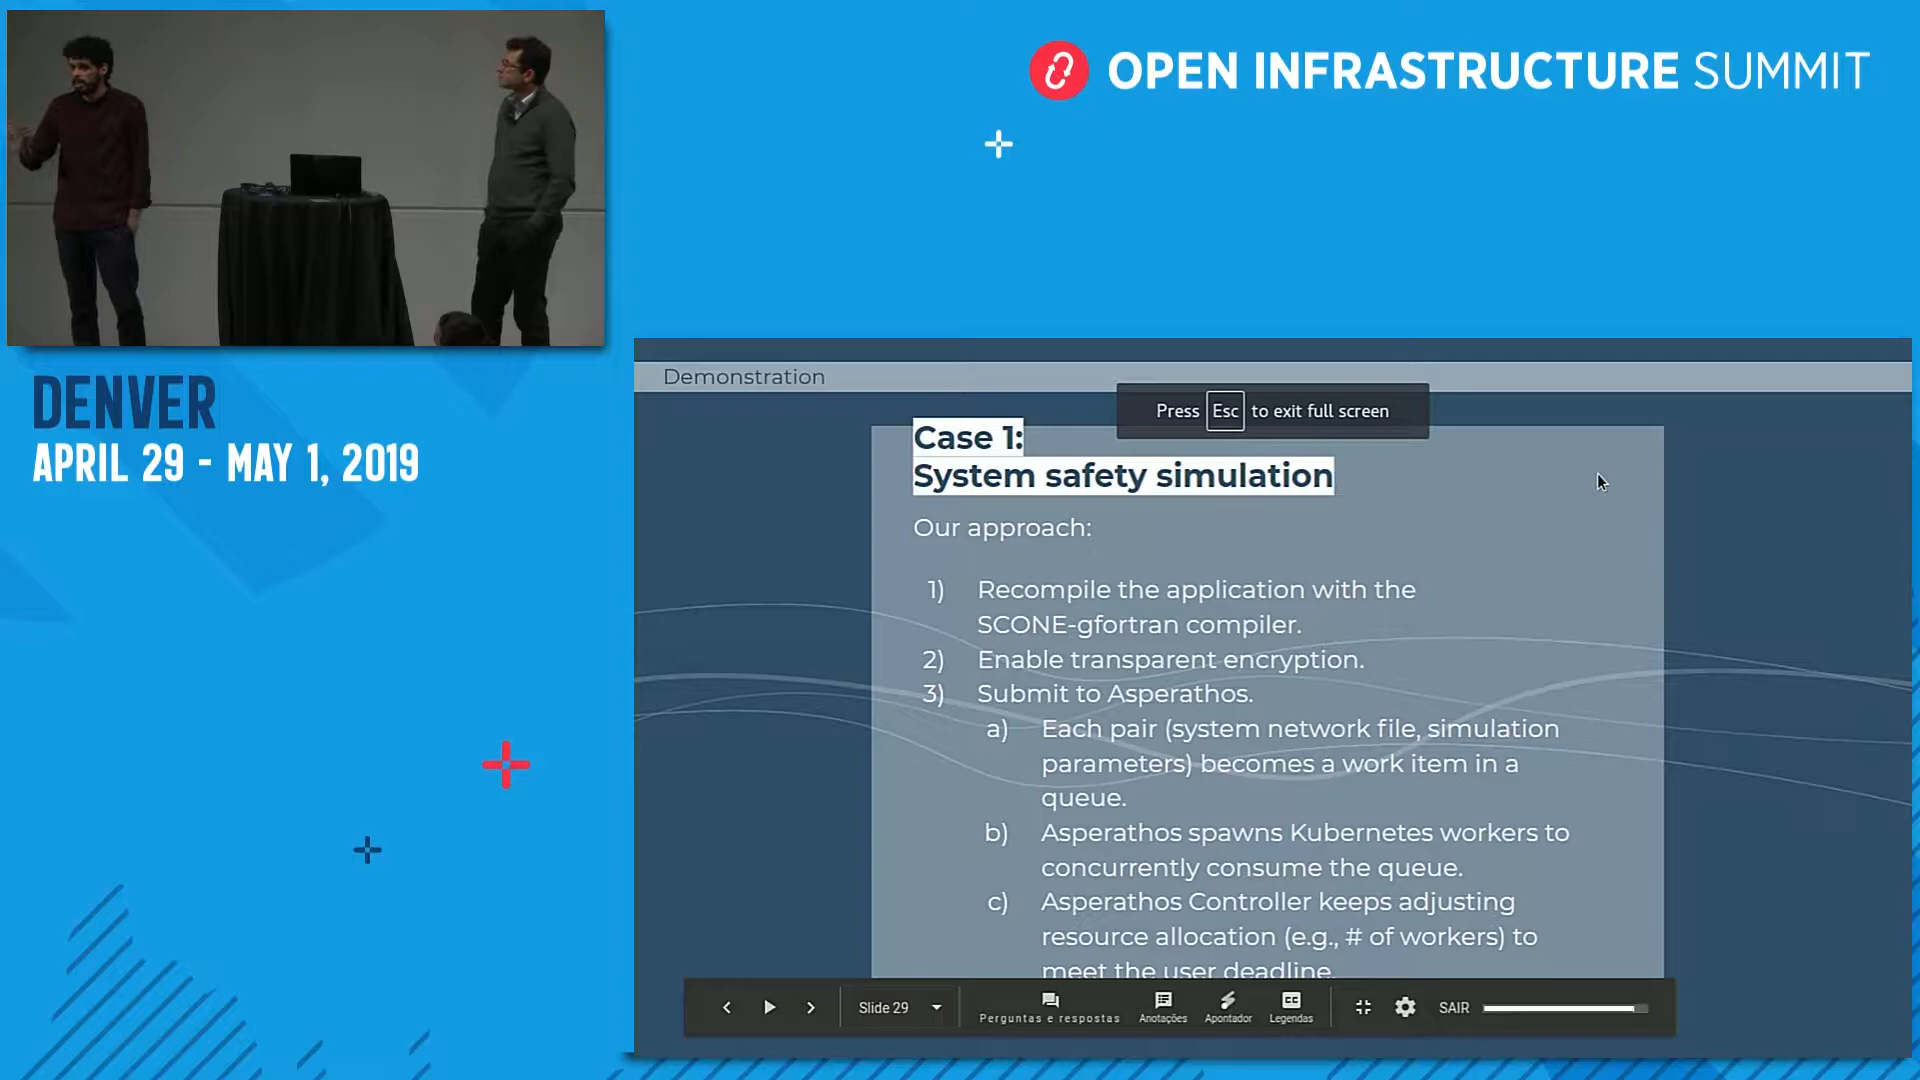 OPEN INFRASTRUCTURE SUMMIT
DENVER
APRIL 29 - MAY 1, 2019
Demonstration
Press Esc to exit full screen
Case 1:
System safety simulation
Our approach:
1) Recompile the application with the
SCONE-gfortran compiler.
2) Enable transparent encryption.
3) Submit to Asperathos.
a) Each pair (system network file, simulation
parameters) becomes a work item in a
queue.
b) Asperathos spawns Kubernetes workers to
concurrently consume the queue.
c) Asperathos Controller keeps adjusting
resource allocation (e.g., # of workers) to
meet the user deadline.
Slide 29
Perguntas e respostas
Anotações
Apontador
CC
Legendas
SAIR